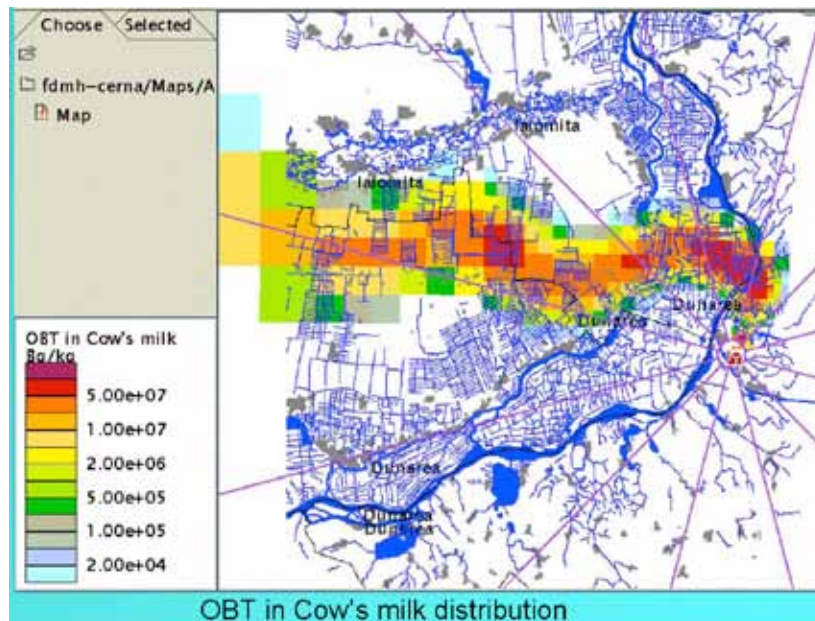 Choose
Selected
fdmh-cerna/Maps/A
Map
OBT in Cow's milk
Bq/kg
5.00e+07
1.00e+07
2.00e+06
5.00e+05
1.00e+05
2.00e+04
Ialomita
Ialomita
Dunarea
Dunarea
Dunarea
Dunarea
Dunarea
OBT in Cow's milk distribution